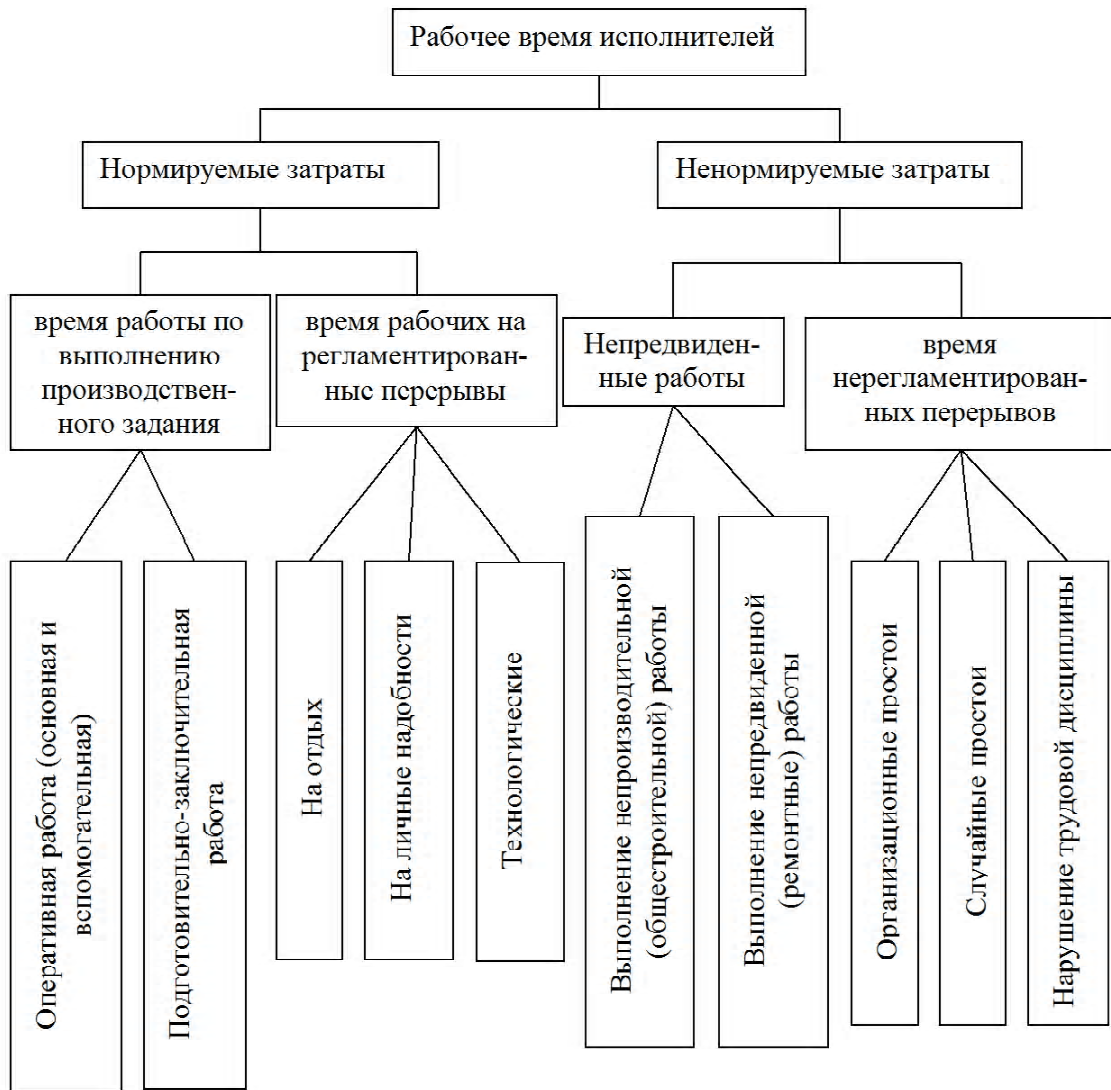 Рабочее время исполнителей
Нормируемые затраты
Ненормируемые затраты
время работы по
выполнению
производствен-
ного задания
время рабочих на
регламентирован-
ные перерывы
Непредвиден-
ные работы
время
нерегламентирован-
ных перерывов
Оперативная работа (основная и
вспомогательная)
Подготовительно-заключительная
работа
На отдых
На личные надобности
Технологические
Выполнение непроизводительной
(общестроительной) работы
Выполнение непредвиденной
(ремонтные) работы
Организационные простои
Случайные простои
Нарушение трудовой дисциплины